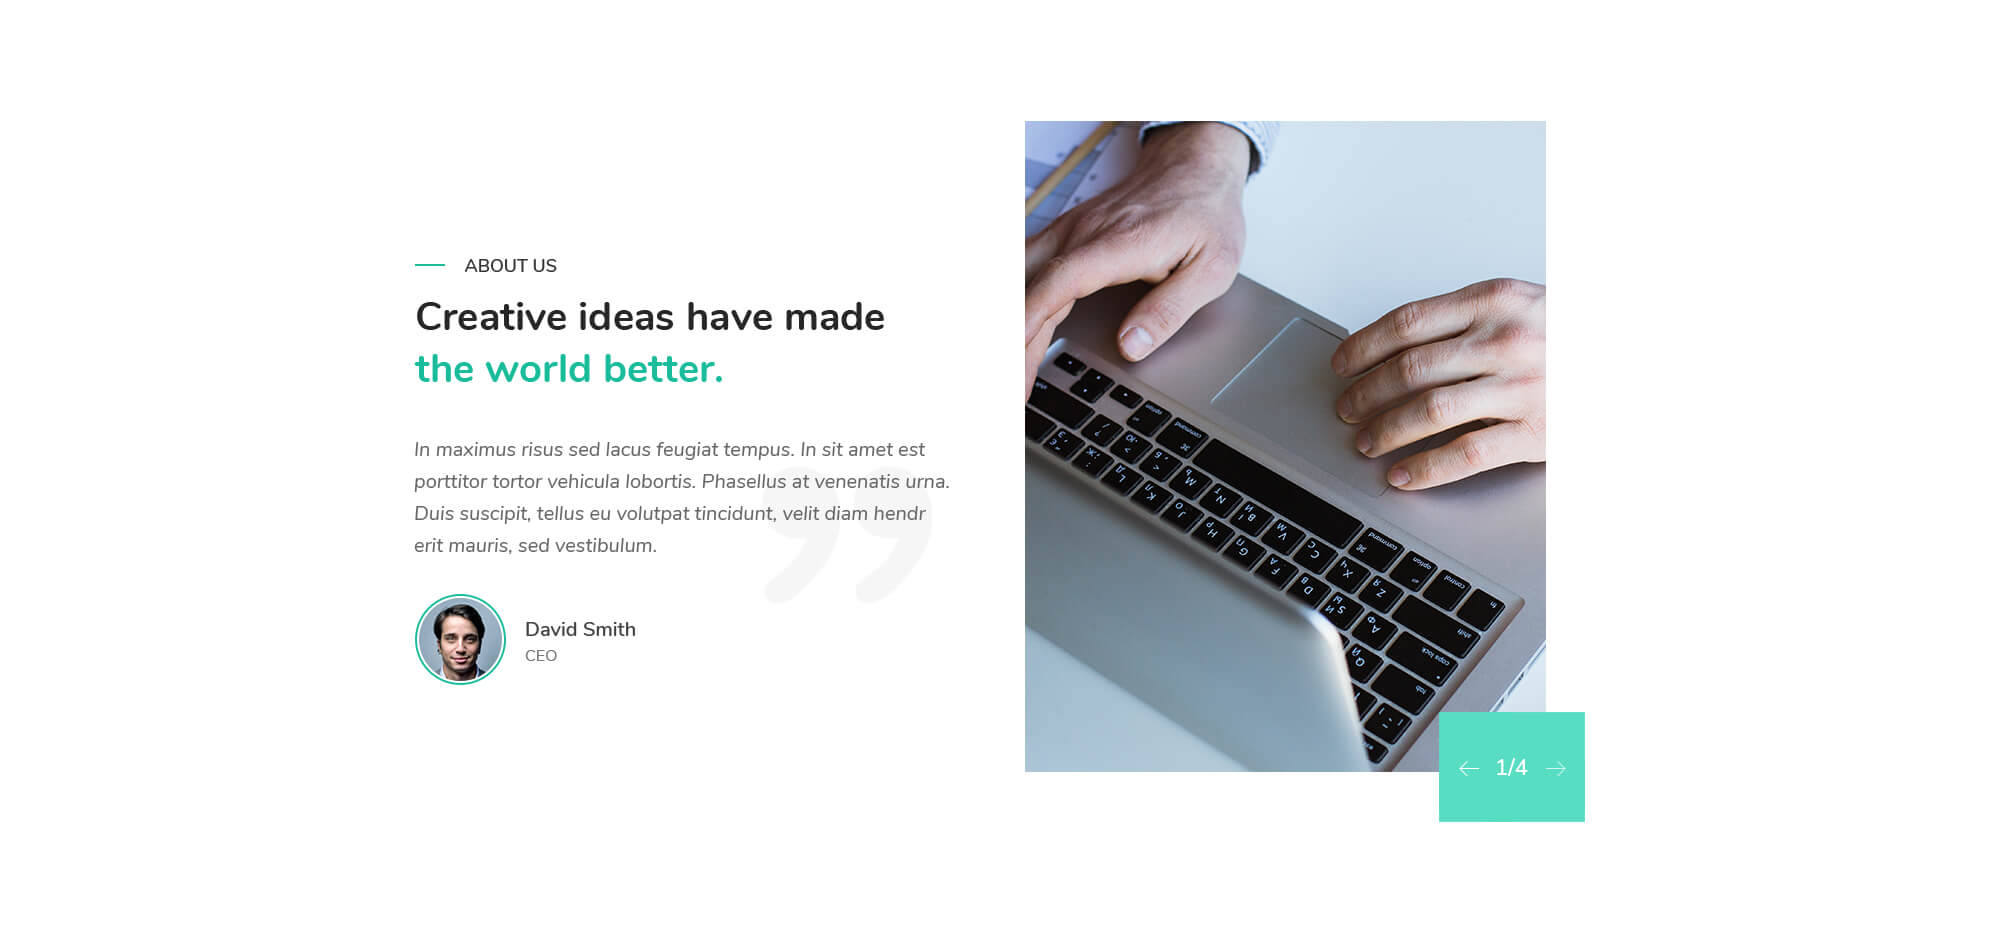 ABOUT US
Creative ideas have made
the world better.
In maximus risus sed lacus feugiat tempus. In sit amet est
porttitor tortor vehicula lobortis. Phasellus at venenatis urna.
Duis suscipit, tellus eu volutpat tincidunt, velit diam hendr
erit mauris, sed vestibulum.
David Smith
CEO
1/4